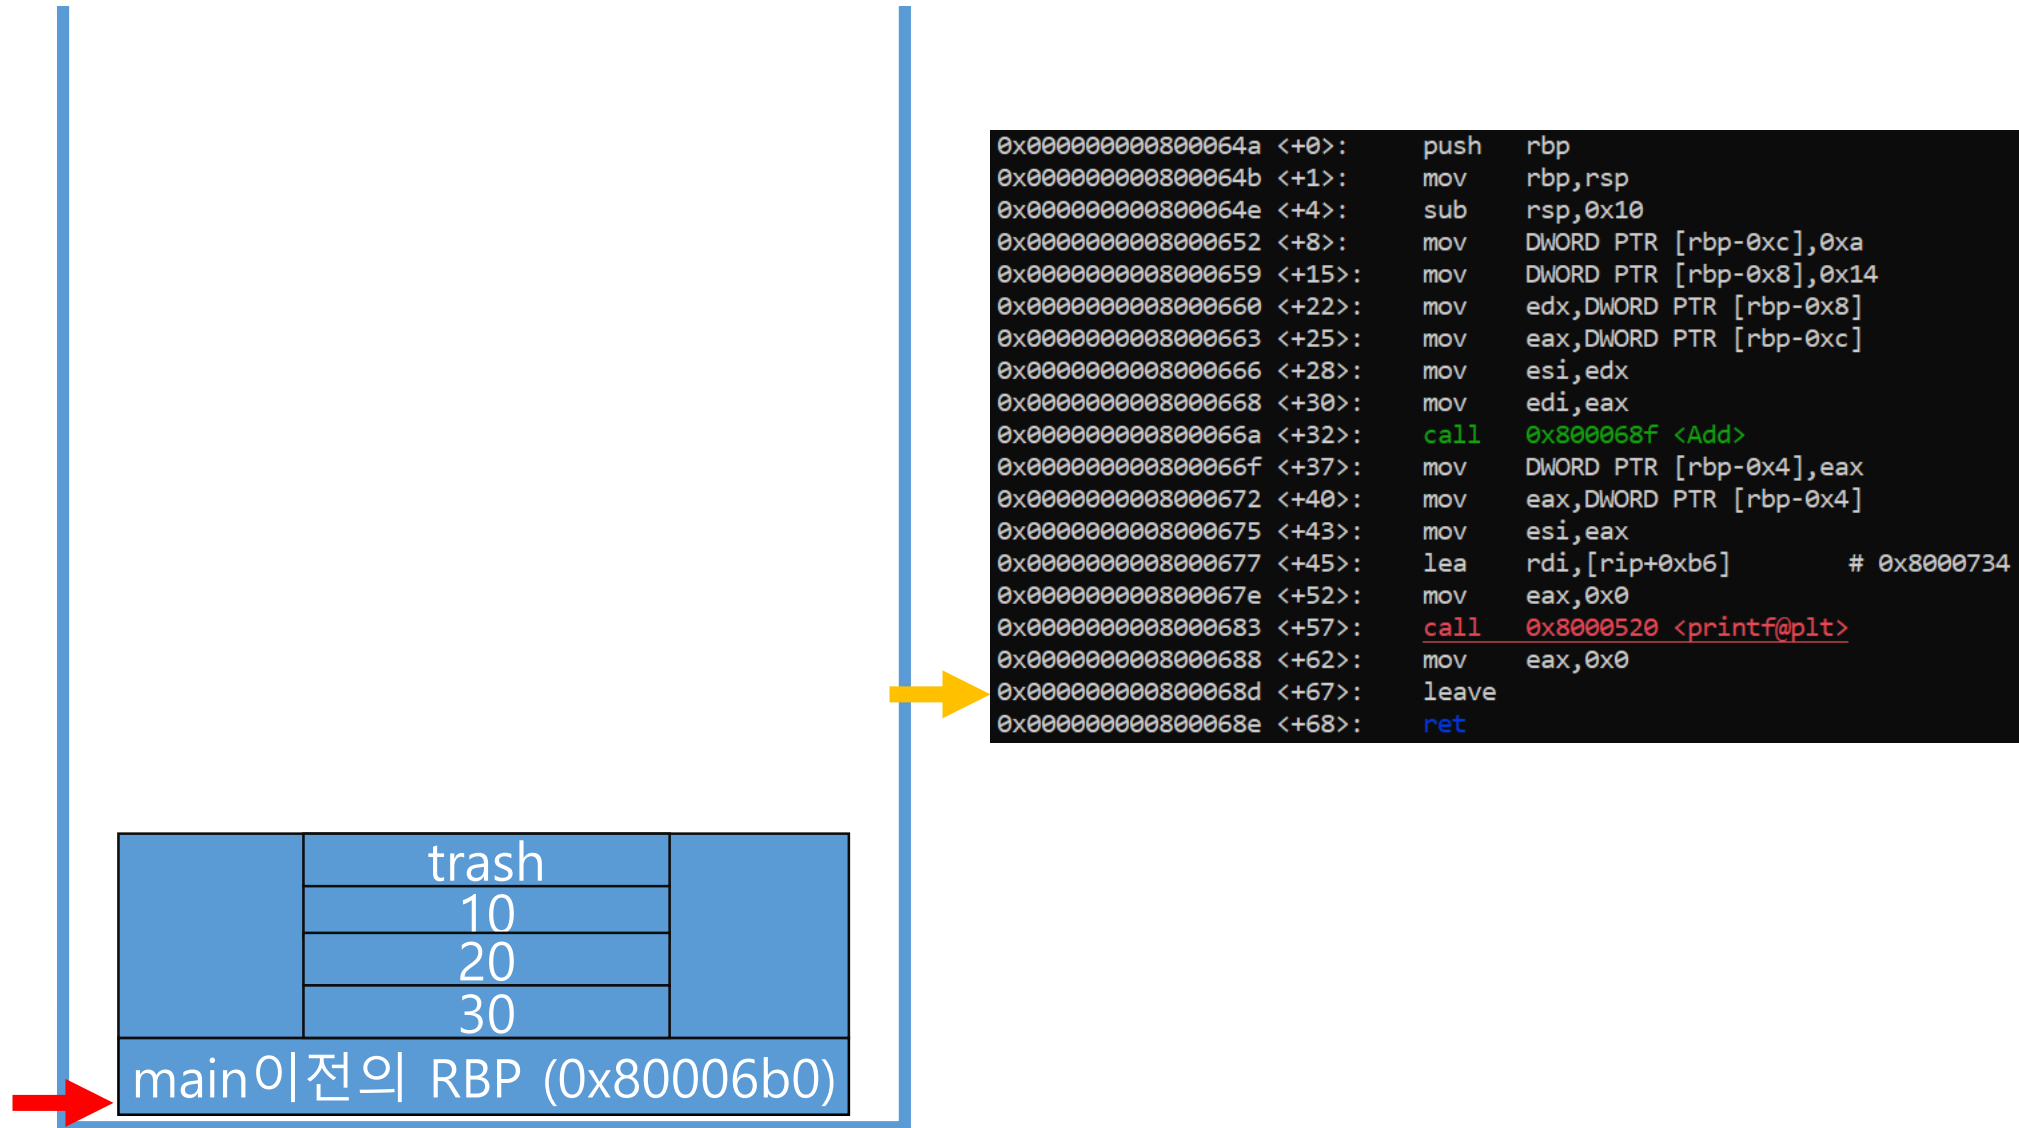 0x000000000800064a <+0>: push rbp
0x000000000800064b <+1>: mov rbp,rsp
0x000000000800064e <+4>: sub rsp,0x10
0x0000000008000652 <+8>: mov DWORD PTR [rbp-0xc],0xa
0x0000000008000659 <+15>: mov DWORD PTR [rbp-0x8],0x14
0x0000000008000660 <+22>: mov edx,DWORD PTR [rbp-0x8]
0x0000000008000663 <+25>: mov eax,DWORD PTR [rbp-0xc]
0x0000000008000666 <+28>: mov esi,edx
0x0000000008000668 <+30>: mov edi,eax
0x000000000800066a <+32>: call 0x800068f <Add>
0x000000000800066f <+37>: mov DWORD PTR [rbp-0x4],eax
0x0000000008000672 <+40>: mov eax,DWORD PTR [rbp-0x4]
0x0000000008000675 <+43>: mov esi,eax
0x0000000008000677 <+45>: lea rdi,[rip+0xb6] # 0x8000734
0x000000000800067e <+52>: mov eax,0x0
0x0000000008000683 <+57>: call 0x8000520 <printf@plt>
0x0000000008000688 <+62>: mov eax,0x0
0x000000000800068d <+67>: leave
0x000000000800068e <+68>: ret
trash
10
20
30
main이전의 RBP (0x80006b0)